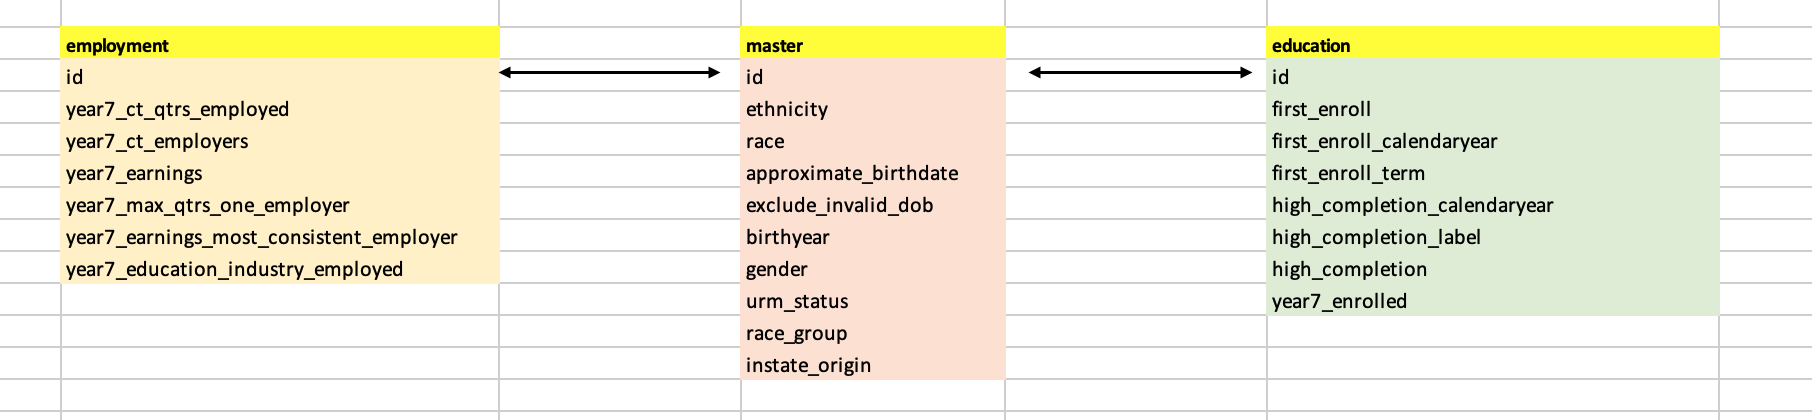 employment
id
year7_ct_qtrs_employed
year7_ct_employers
year7_earnings
year7_max_qtrs_one_employer
year7_earnings_most_consistent_employer
year7_education_industry_employed
master
id
ethnicity
race
approximate_birthdate
exclude_invalid_dob
birthyear
gender
urm_status
race_group
instate_origin
education
id
first_enroll
first_enroll_calendaryear
first_enroll_term
high_completion_calendaryear
high_completion_label
high_completion
year7_enrolled